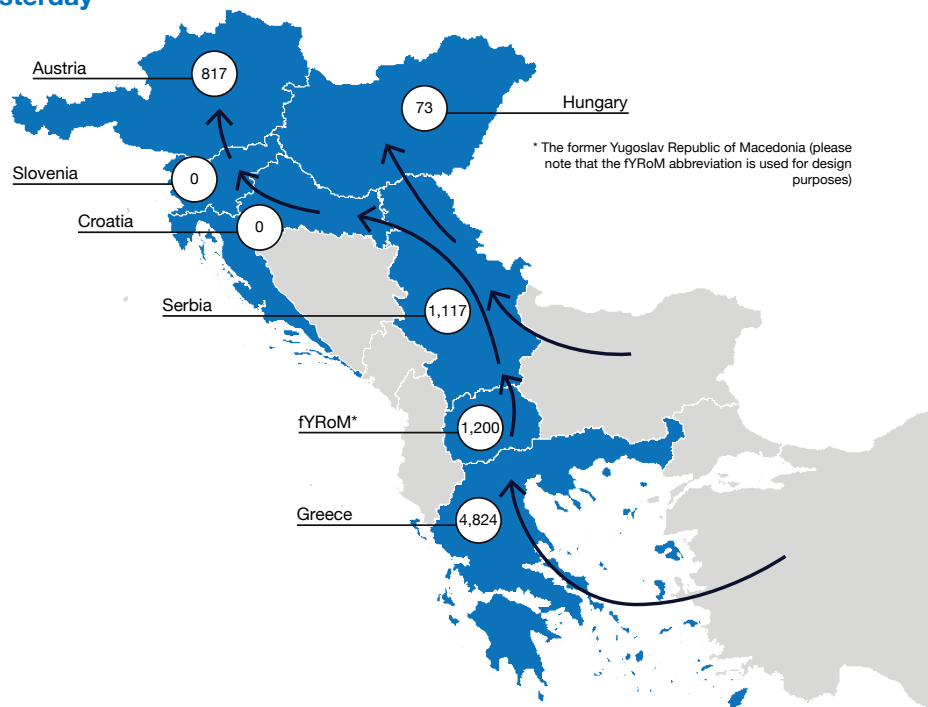 Austria
817
73
Hungary
* The former Yugoslav Republic of Macedonia (please
note that the fYRoM abbreviation is used for design
purposes)
Slovenia
0
Croatia
0
Serbia
1,117
fYRoM*
1,200
Greece
4,824